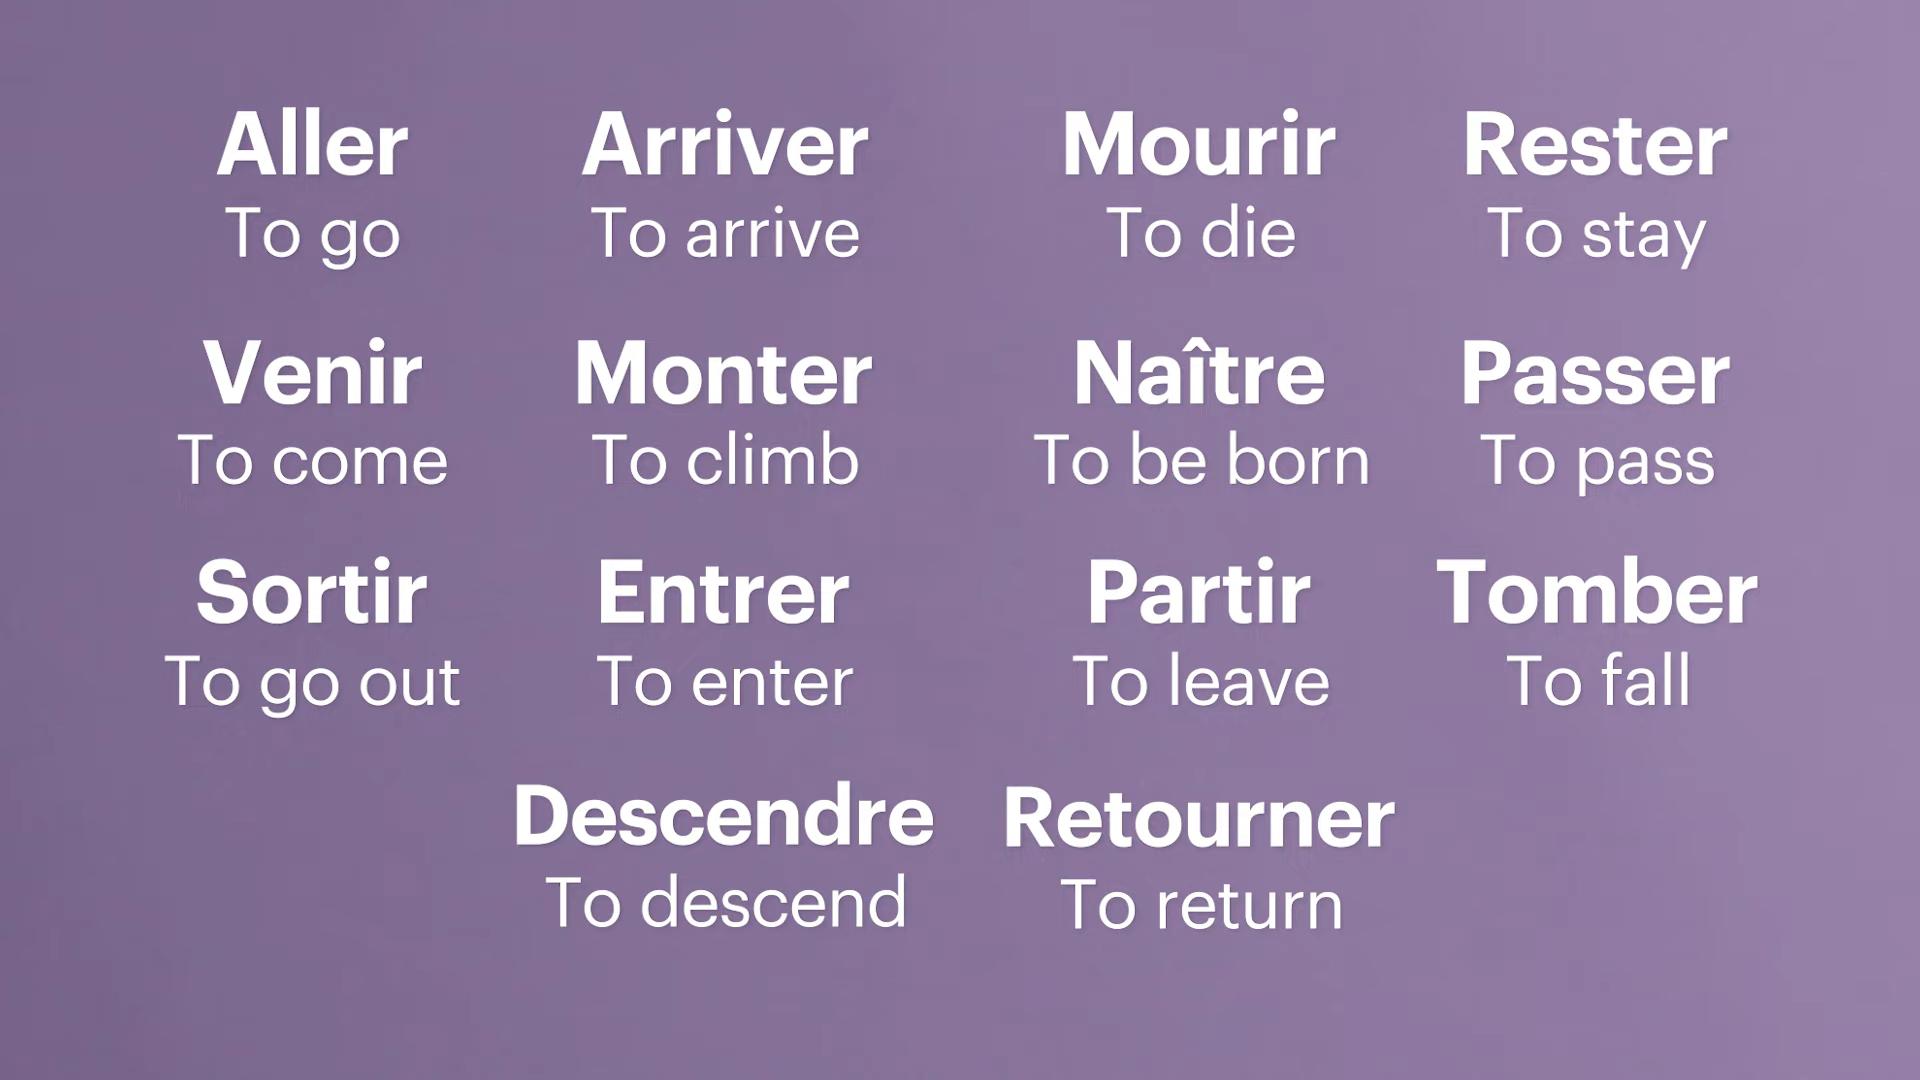 Aller Arriver Mourir Rester
To go To arrive To die To stay
Venir Monter Naître Passer
To come To climb To be born To pass
Sortir Entrer Partir Tomber
To go out To enter To leave To fall
Descendre Retourner
To descend To return